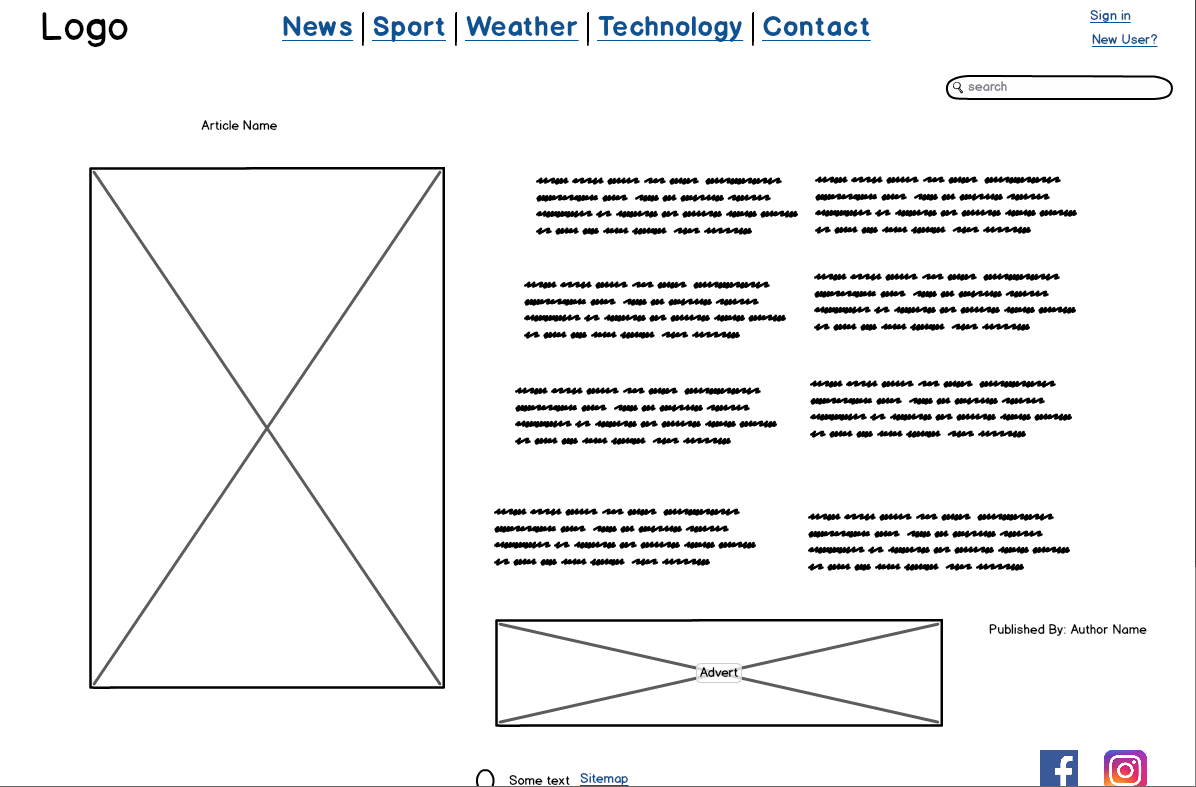 Logo
News Sport Weather Technology Contact
Sign in
New User?
search
Article Name
Published By: Author Name
Advert
Some text Sitemap